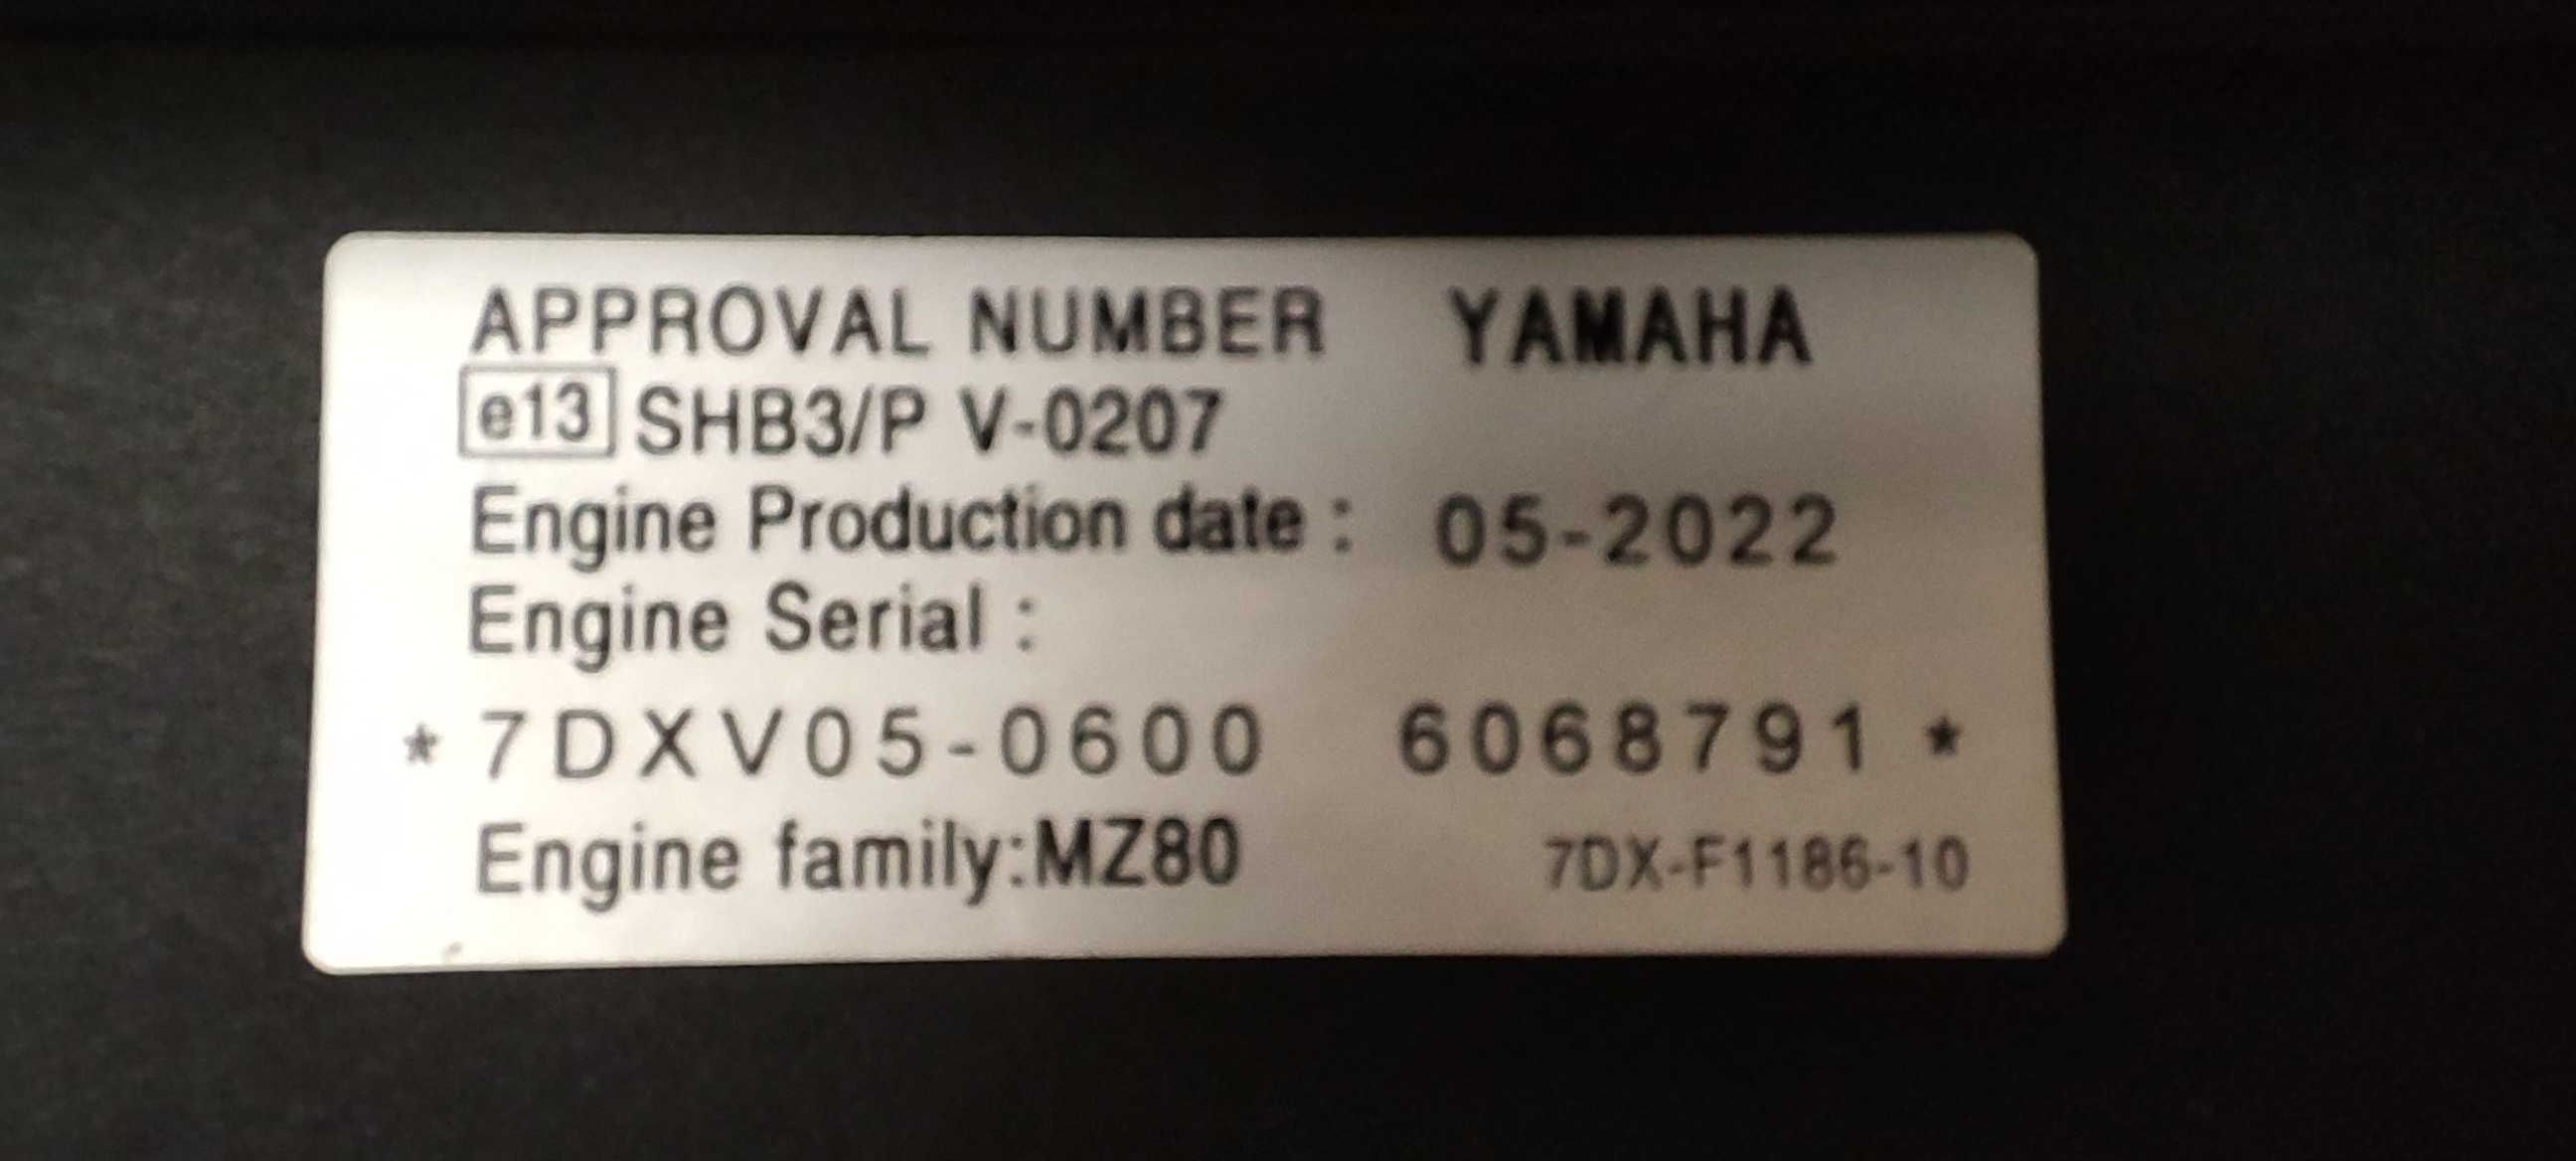 APPROVAL NUMBER YAMAHA
e13 SHB3/P V-0207
Engine Production date : 05-2022
Engine Serial :
* 7DXV05-0600 6068791 *
Engine family:MZ80 7DX-F1186-10